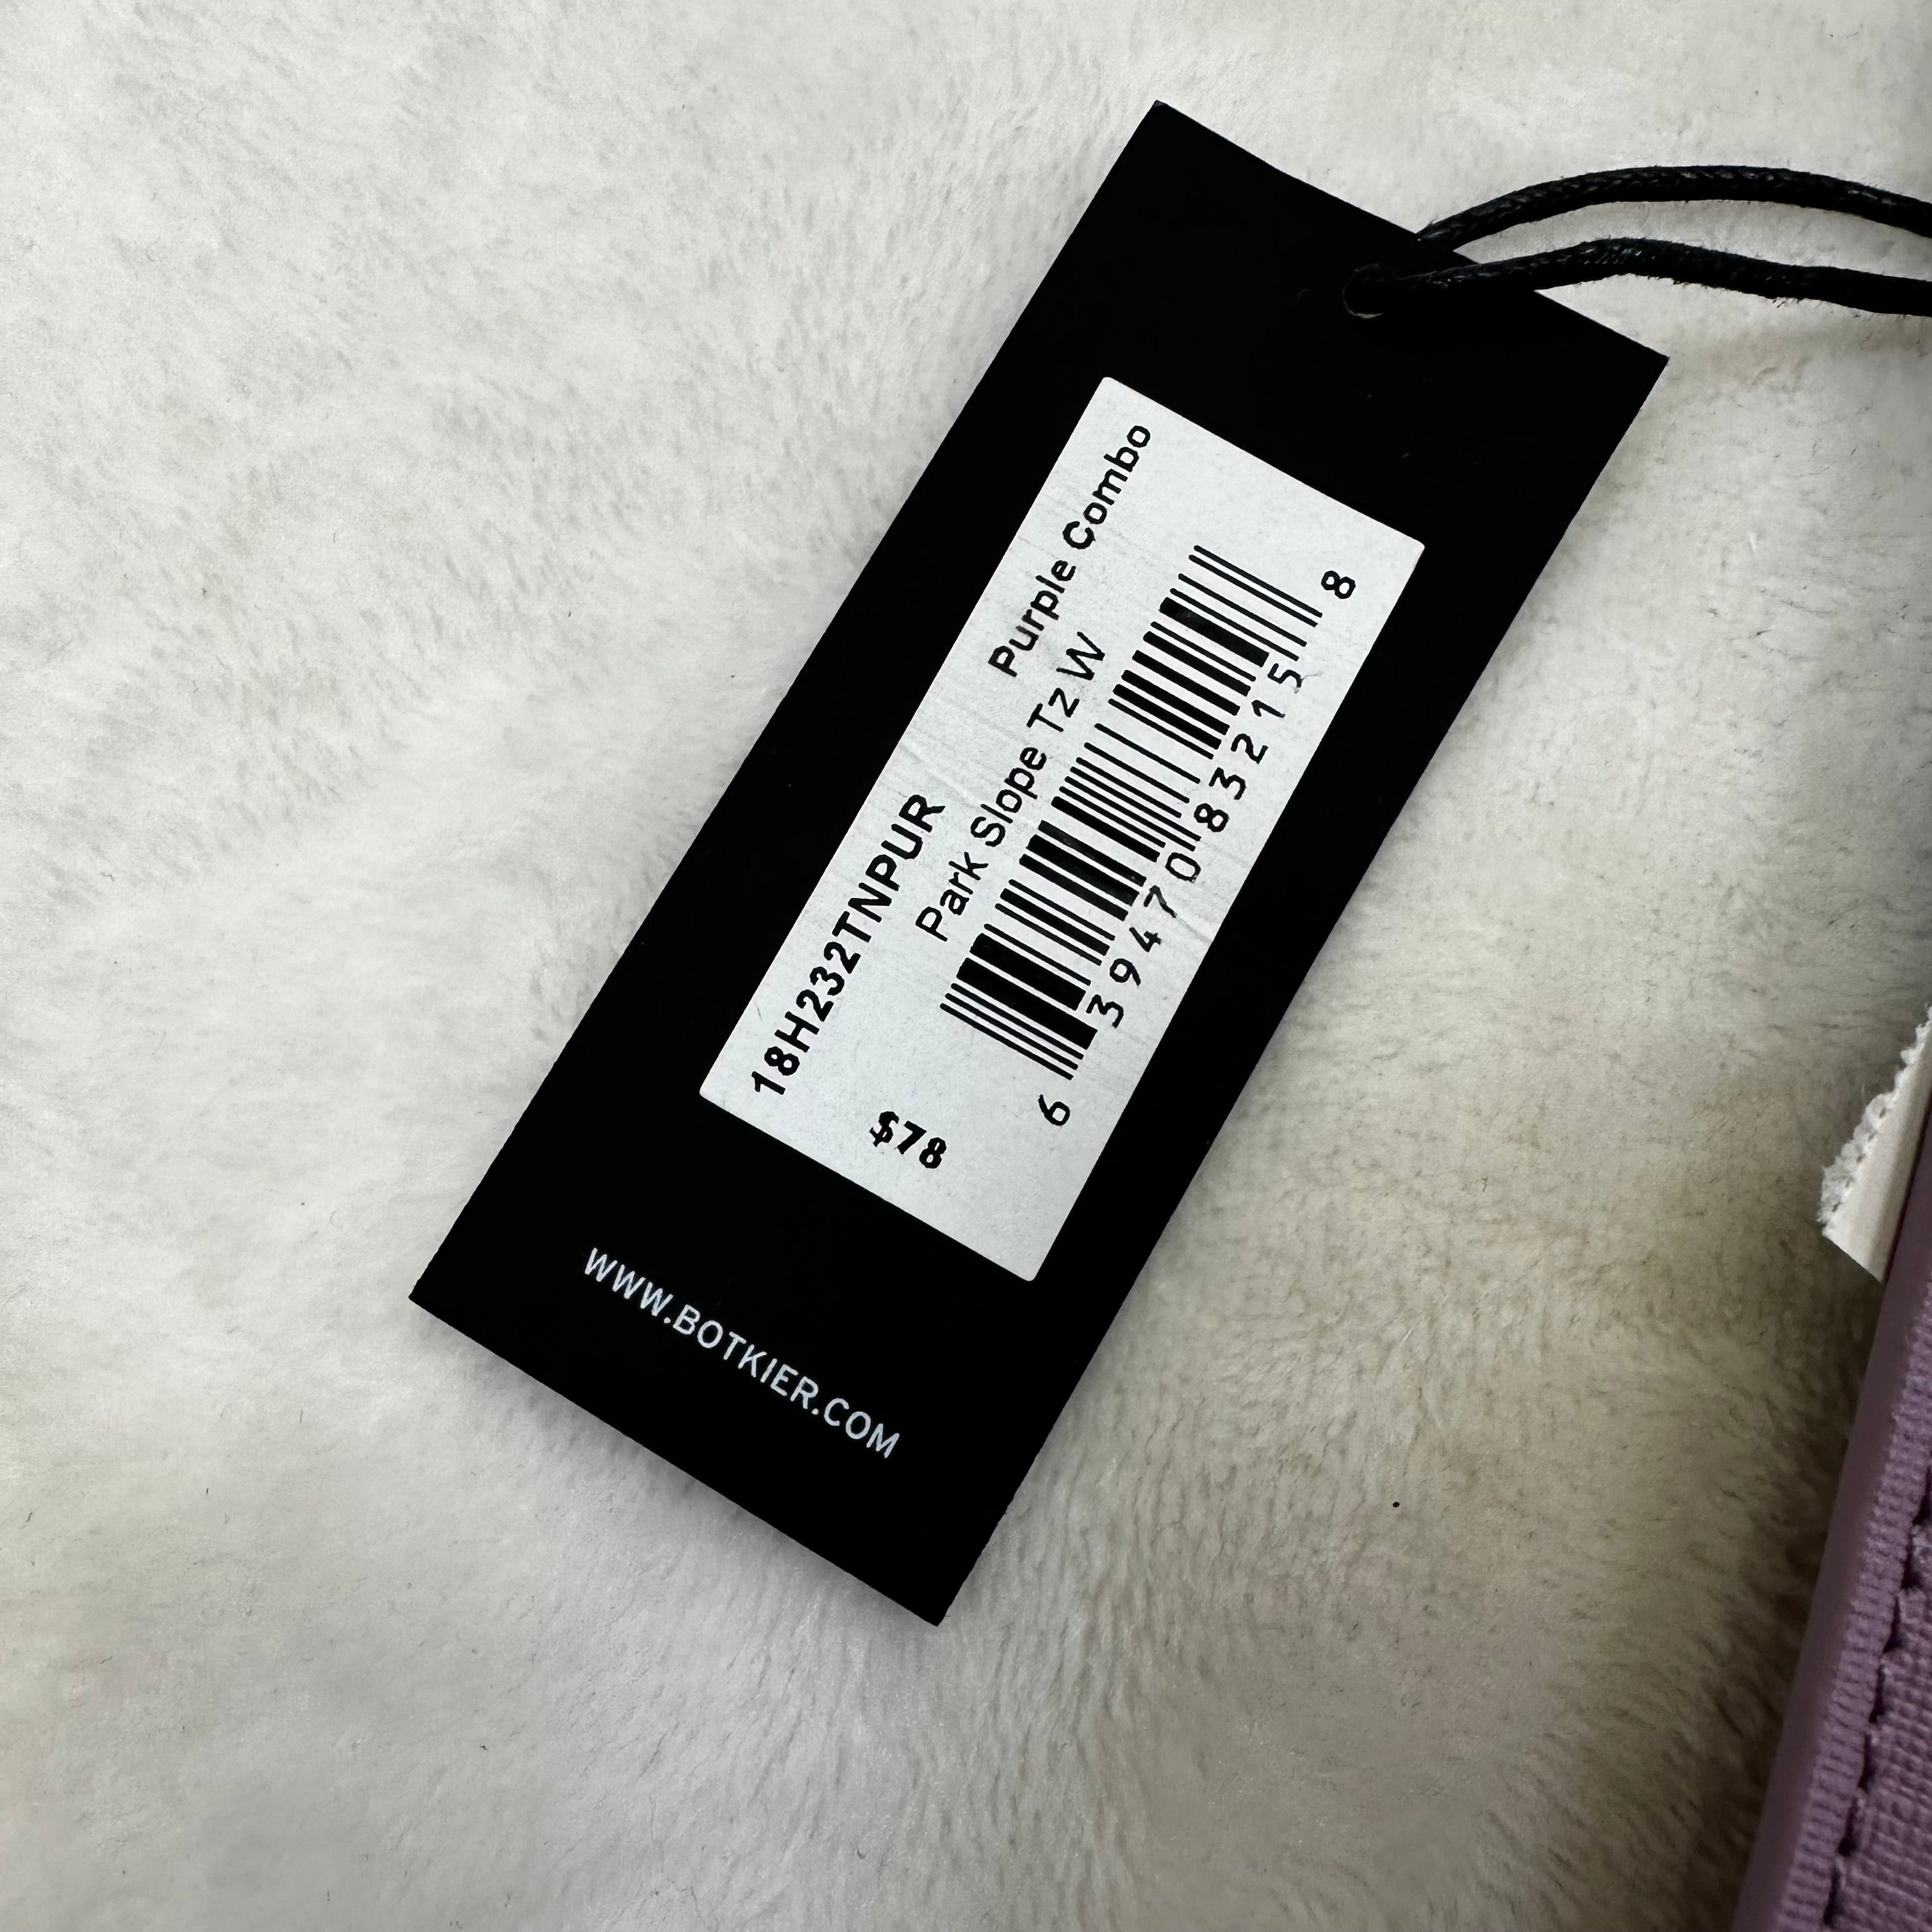 18H232TNPUR Purple Combo
Park Slope Tz W
$78
6 39470 83215 8
WWW.BOTKIER.COM